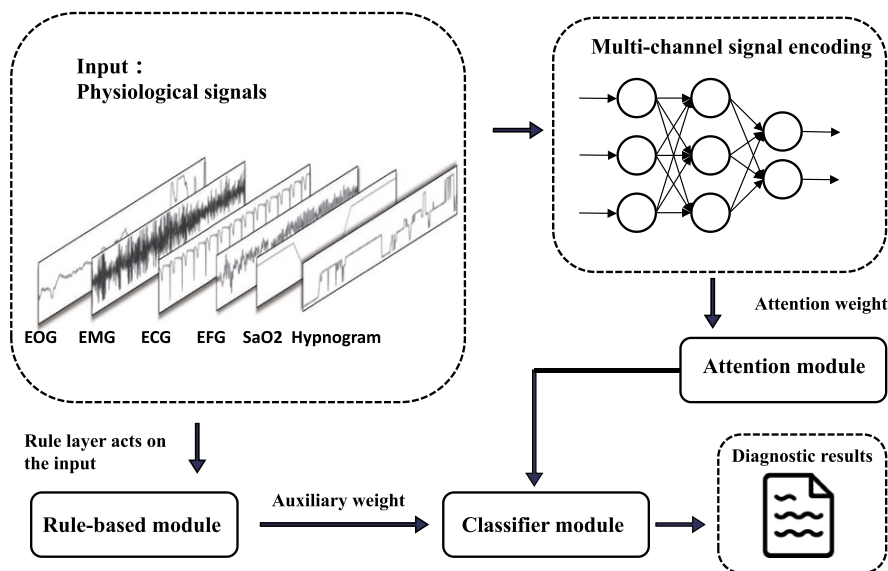 Input：
Physiological signals
EOG EMG ECG EFG SaO2 Hypnogram
Multi-channel signal encoding
Attention weight
Attention module
Rule layer acts on
the input
Rule-based module
Auxiliary weight
Classifier module
Diagnostic results